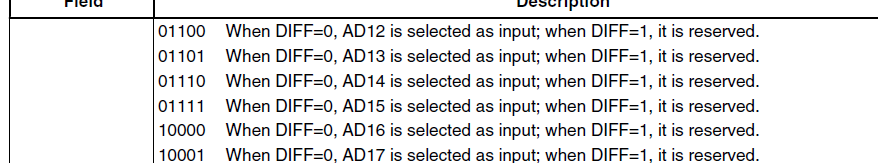 Field Description
01100 When DIFF=0, AD12 is selected as input; when DIFF=1, it is reserved.
01101 When DIFF=0, AD13 is selected as input; when DIFF=1, it is reserved.
01110 When DIFF=0, AD14 is selected as input; when DIFF=1, it is reserved.
01111 When DIFF=0, AD15 is selected as input; when DIFF=1, it is reserved.
10000 When DIFF=0, AD16 is selected as input; when DIFF=1, it is reserved.
10001 When DIFF=0, AD17 is selected as input; when DIFF=1, it is reserved.